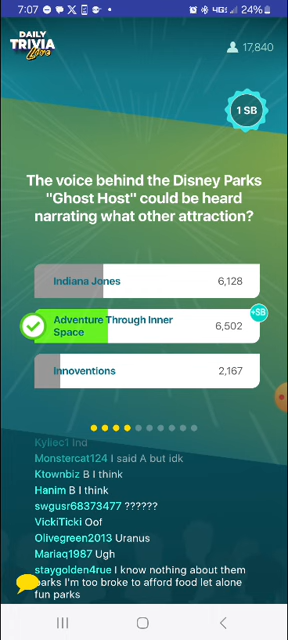 7:07
24%
DAILY
TRIVIA
Live
17,840
1 SB
The voice behind the Disney Parks
"Ghost Host" could be heard
narrating what other attraction?
Indiana Jones 6,128
+SB
Adventure Through Inner
Space 6,502
Innoventions 2,167
Kyliec1 Ind
Monstercat124 I said A but idk
Ktownbiz B I think
Hanim B I think
swgusr68373477 ??????
VickiTicki Oof
Olivegreen2013 Uranus
Mariaq1987 Ugh
staygolden4rue I know nothing about them
parks I'm too broke to afford food let alone
fun parks